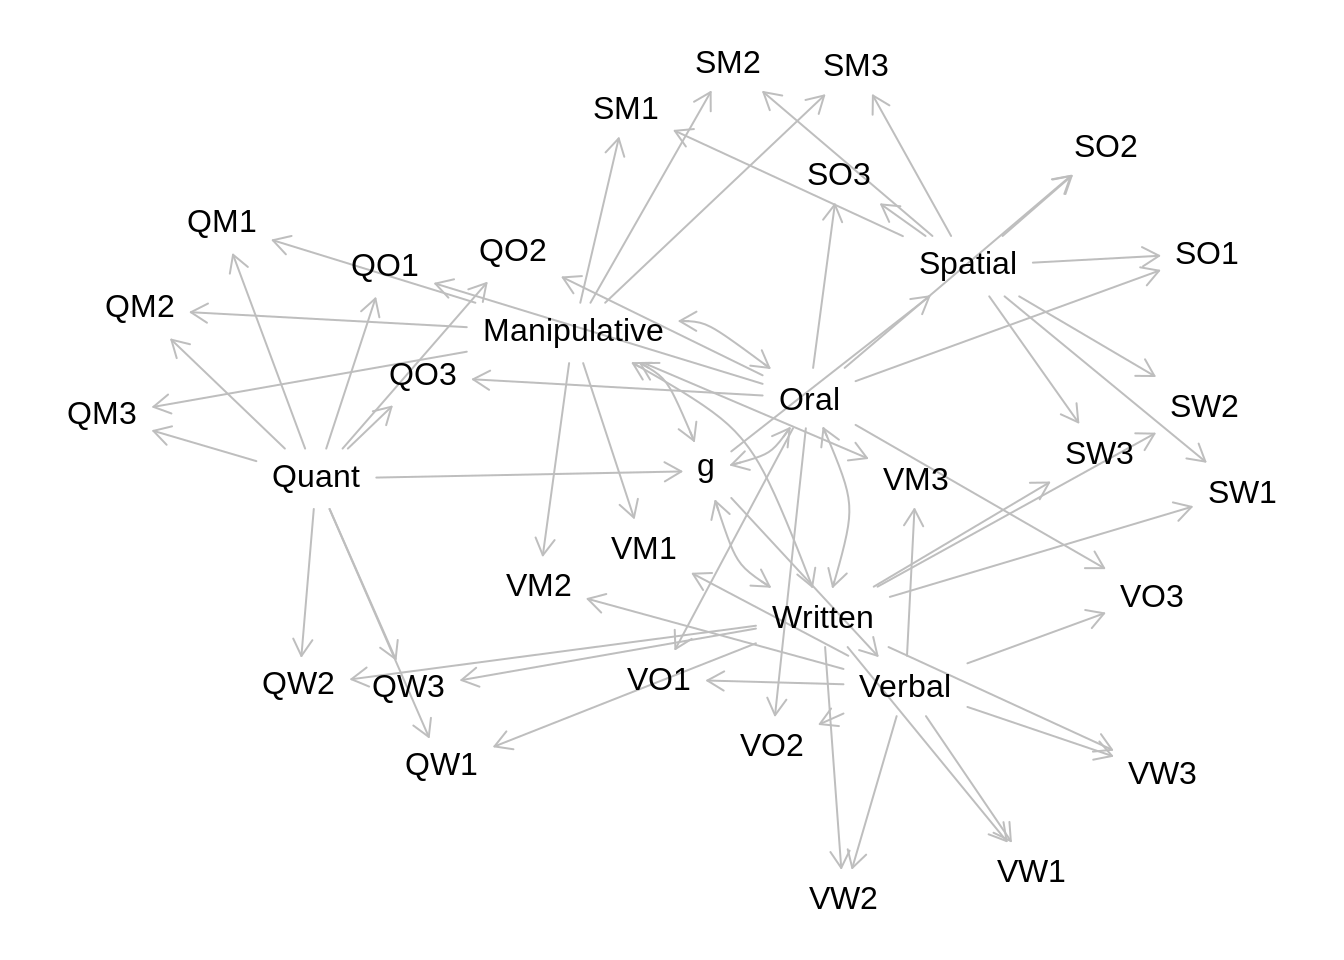 SM2
SM3
SM1
SO2
SO3
QM1
QO2
SO1
QO1
Spatial
QM2
Manipulative
QO3
Oral
SW2
QM3
SW3
g
Quant
VM3
SW1
VM1
VM2
VO3
Written
VO1
QW2
QW3
Verbal
VO2
QW1
VW3
VW1
VW2